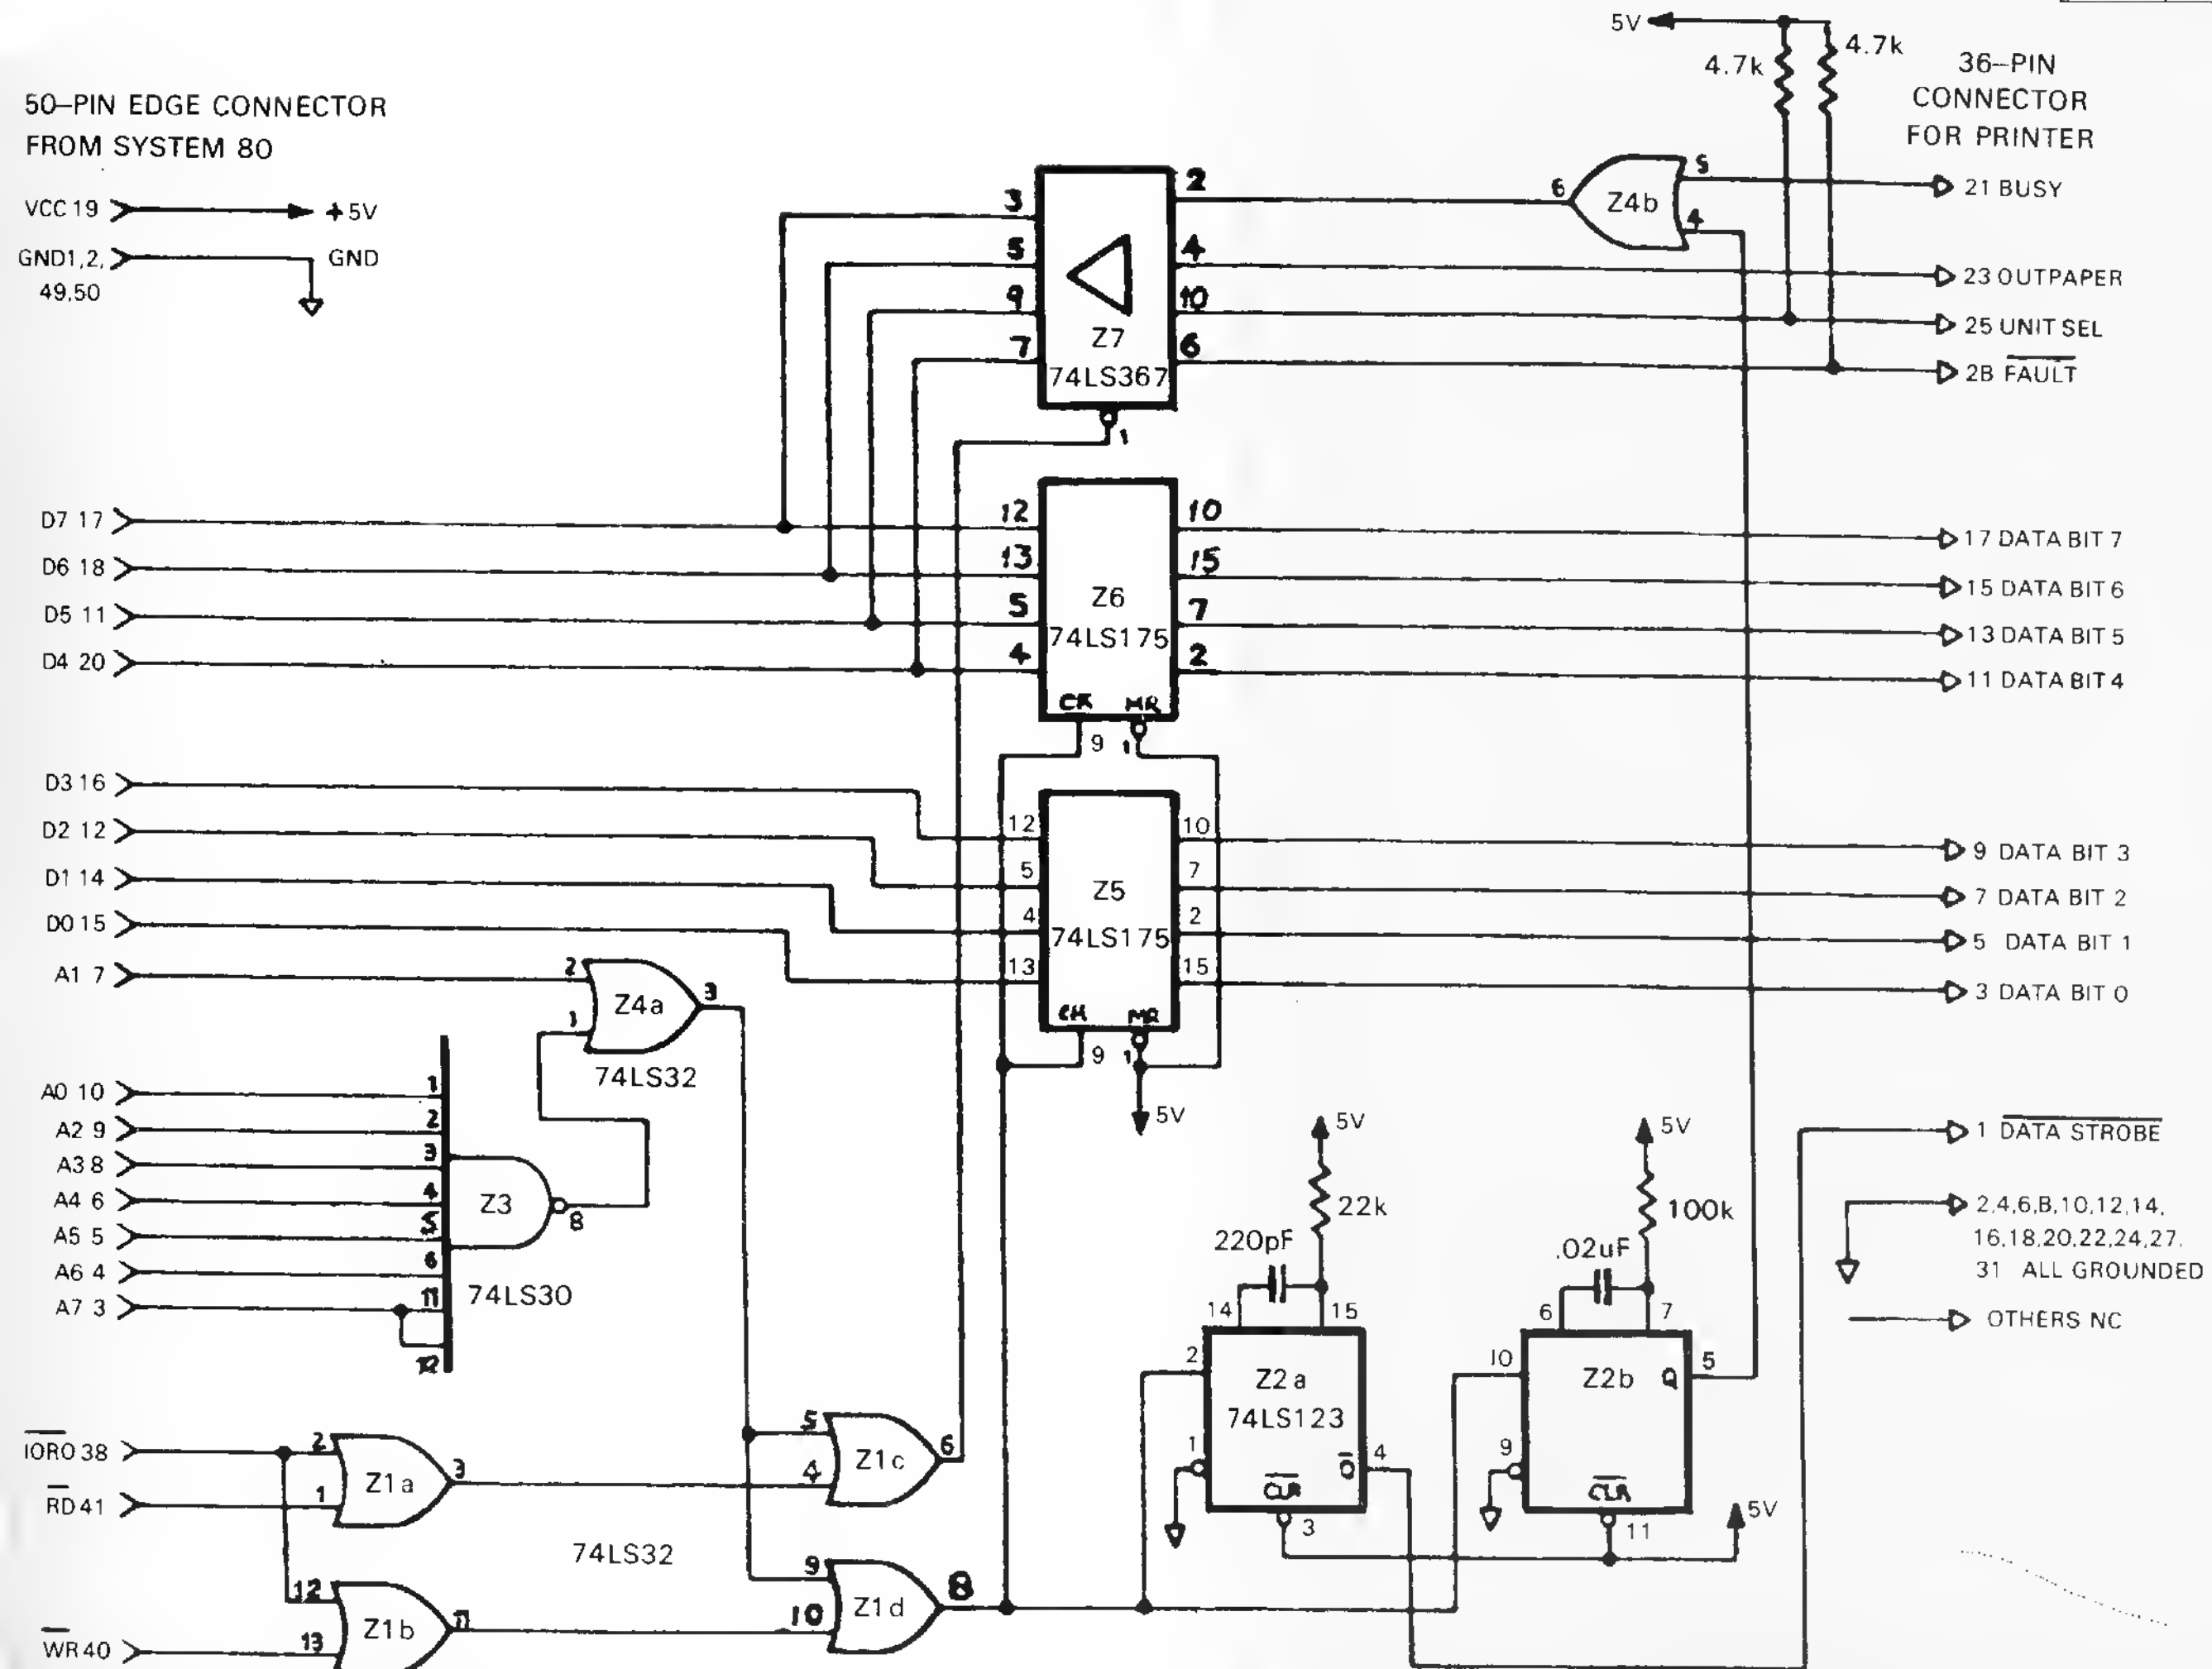 50-PIN EDGE CONNECTOR
FROM SYSTEM 80
VCC 19
+5V
GND1,2,
49,50
GND
5V
4.7k
4.7k
36-PIN
CONNECTOR
FOR PRINTER
3
5
9
7
2
4
10
6
Z7
74LS367
1
6
Z4b
5
4
21 BUSY
23 OUTPAPER
25 UNIT SEL
2B FAULT
D7 17
D6 18
D5 11
D4 20
12
13
5
4
10
15
7
2
Z6
74LS175
CK
MR
9
1
17 DATA BIT 7
15 DATA BIT 6
13 DATA BIT 5
11 DATA BIT 4
D3 16
D2 12
D1 14
D0 15
12
5
4
13
10
7
2
15
Z5
74LS175
CK
MR
9
1
5V
9 DATA BIT 3
7 DATA BIT 2
5 DATA BIT 1
3 DATA BIT 0
A1 7
2
1
Z4a
3
74LS32
A0 10
A2 9
A3 8
A4 6
A5 5
A6 4
A7 3
1
2
3
4
5
6
11
12
Z3
8
74LS30
5V
22k
220pF
14
15
2
1
Z2a
74LS123
Q
4
CLR
3
5V
100k
.02uF
6
7
10
9
Z2b
Q
5
CLR
11
5V
1 DATA STROBE
2,4,6,B,10,12,14,
16,18,20,22,24,27,
31 ALL GROUNDED
OTHERS NC
IORO 38
RD 41
2
1
Z1a
3
5
4
Z1c
6
74LS32
WR 40
12
13
Z1b
11
9
10
Z1d
8